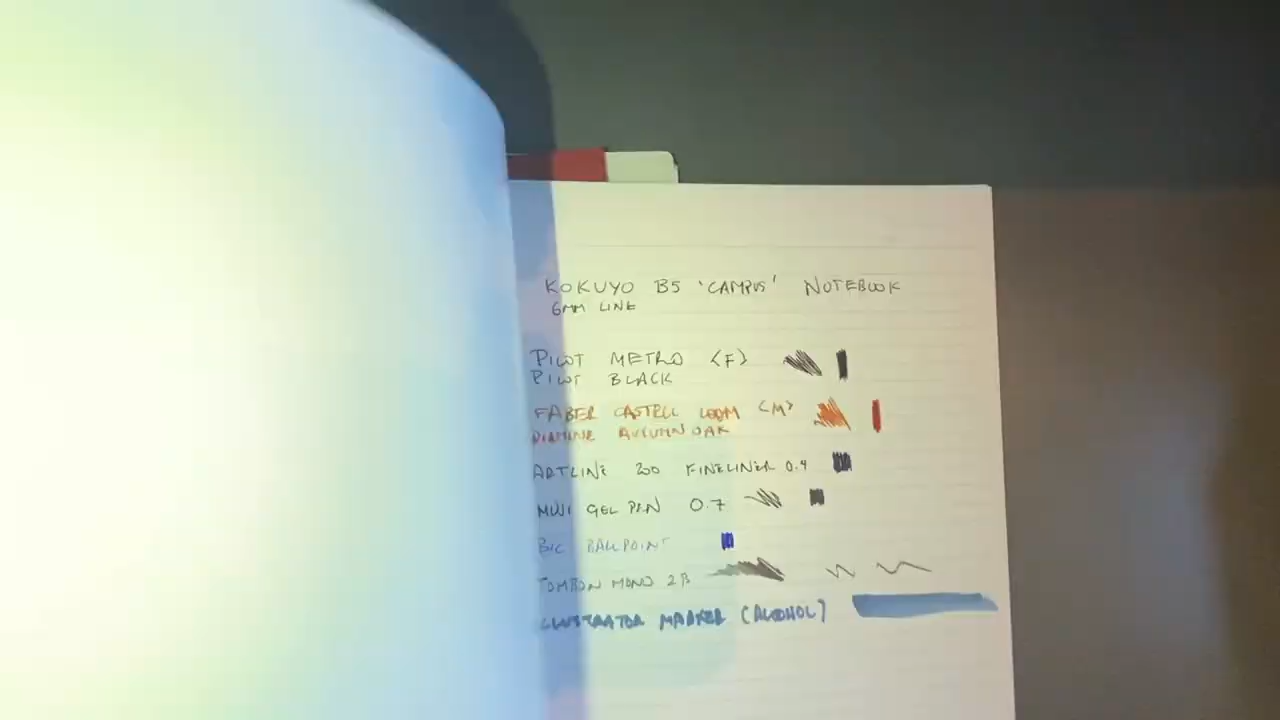 KOKUYO B5 'CAMPUS' NOTEBOOK
6MM LINE
PILOT METRO (F)
PILOT BLACK
FABER CASTELL LOOM (M)
DIAMINE AUTUMN OAK
ARTLINE 200 FINELINER 0.4
MUJI GEL PEN 0.7
BIC BALLPOINT
TOMBOW MONO 2B
ILLUSTRATOR MARKER (ALCOHOL)